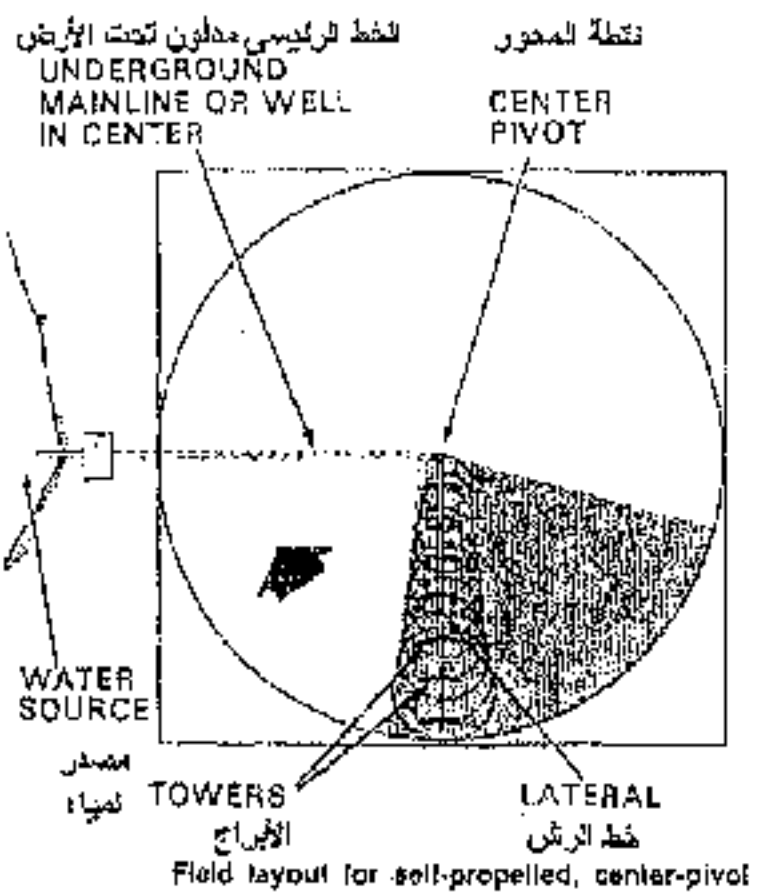 الخط الرئيسي مدفون تحت الأرض
UNDERGROUND
MAINLINE OR WELL
IN CENTER
نقطة المحور
CENTER
PIVOT
WATER
SOURCE
مصدر
المياه
TOWERS
الأبراج
LATERAL
خط الرش
Field layout for self-propelled, center-pivot